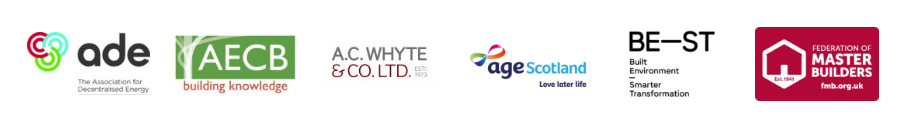 ade
The Association for
Decentralised Energy
AECB
building knowledge
A.C. WHYTE
& CO. LTD. ESTD
1973
age Scotland
Love later life
BE—ST
Built
Environment
—
Smarter
Transformation
FEDERATION OF
MASTER
BUILDERS
Est. 1941
fmb.org.uk